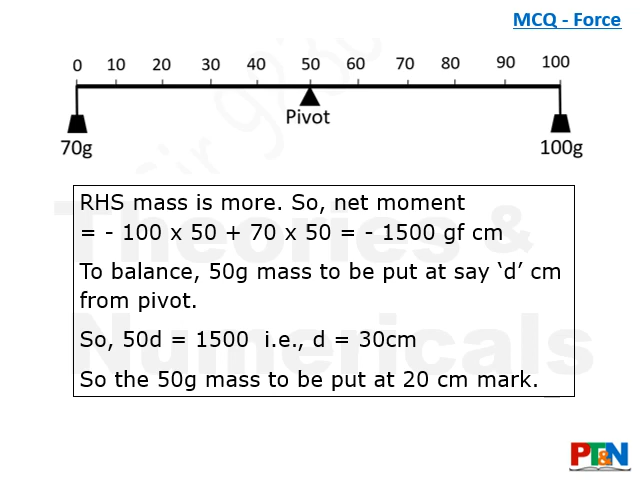 MCQ - Force
0 10 20 30 40 50 60 70 80 90 100
Pivot
70g 100g
RHS mass is more. So, net moment
= - 100 x 50 + 70 x 50 = - 1500 gf cm
To balance, 50g mass to be put at say ‘d’ cm
from pivot.
So, 50d = 1500 i.e., d = 30cm
So the 50g mass to be put at 20 cm mark.
Theories &
Numericals
PT&N